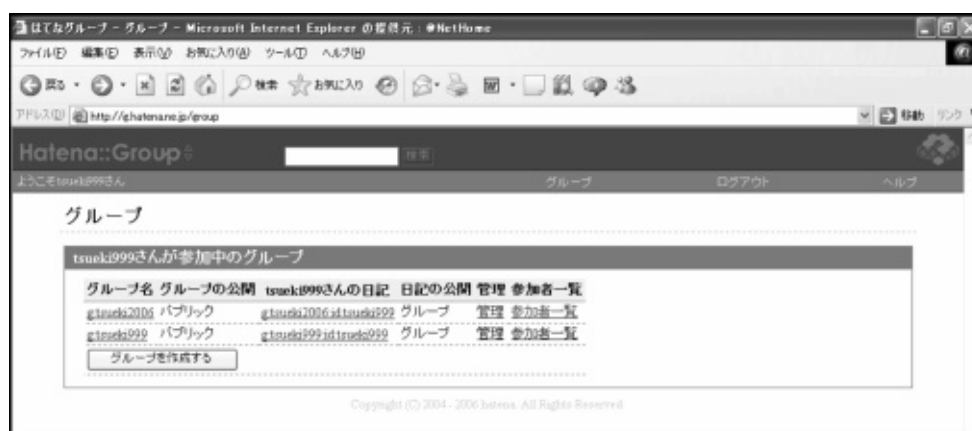 はてなグループ - グループ - Microsoft Internet Explorer の提供元 : @NetHome
ファイル(F) 編集(E) 表示(V) お気に入り(A) ツール(T) ヘルプ(H)
戻る 検索 お気に入り
アドレス(D) http://g.hatena.ne.jp/group 移動 リンク
Hatena::Group 検索
ようこそtsueki999さん グループ ログアウト ヘルプ
グループ
tsueki999さんが参加中のグループ
グループ名 グループの公開 tsueki999さんの日記 日記の公開 管理 参加者一覧
g:tsueki2006 パブリック g:tsueki2006:id:tsueki999 グループ 管理 参加者一覧
g:tsueki999 パブリック g:tsueki999:id:tsueki999 グループ 管理 参加者一覧
グループを作成する
Copyright (C) 2004 - 2006 hatena. All Rights Reserved.